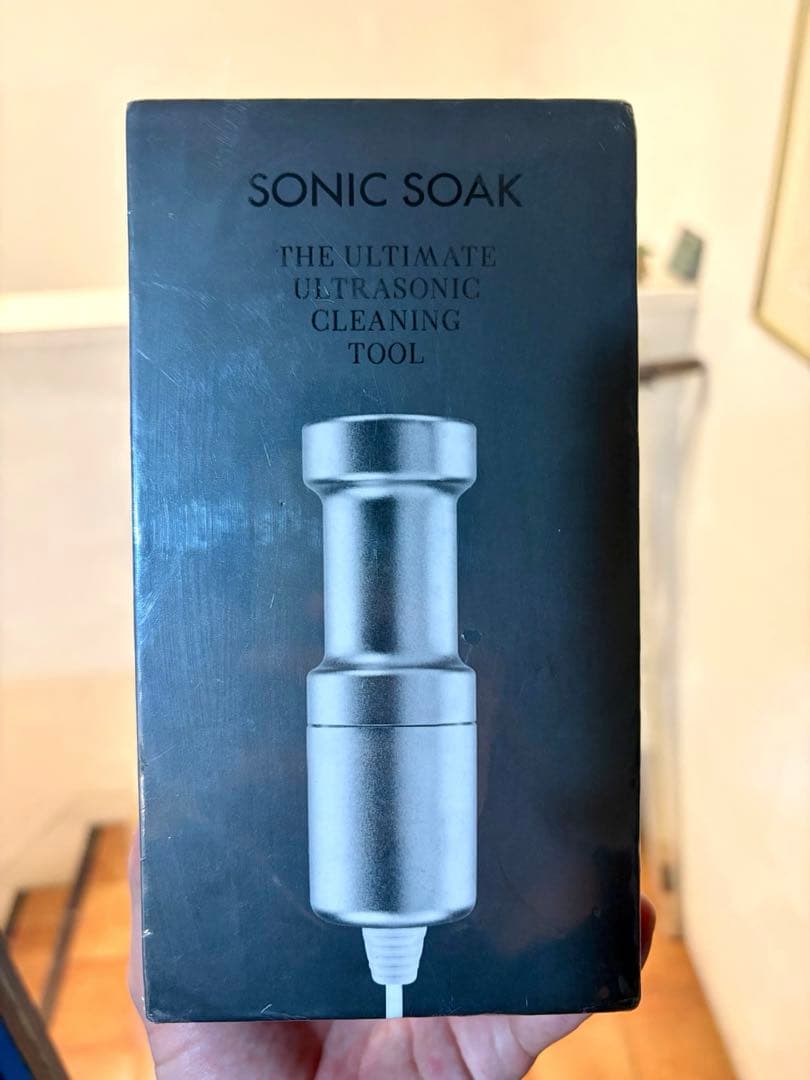 SONIC SOAK
THE ULTIMATE
ULTRASONIC
CLEANING
TOOL